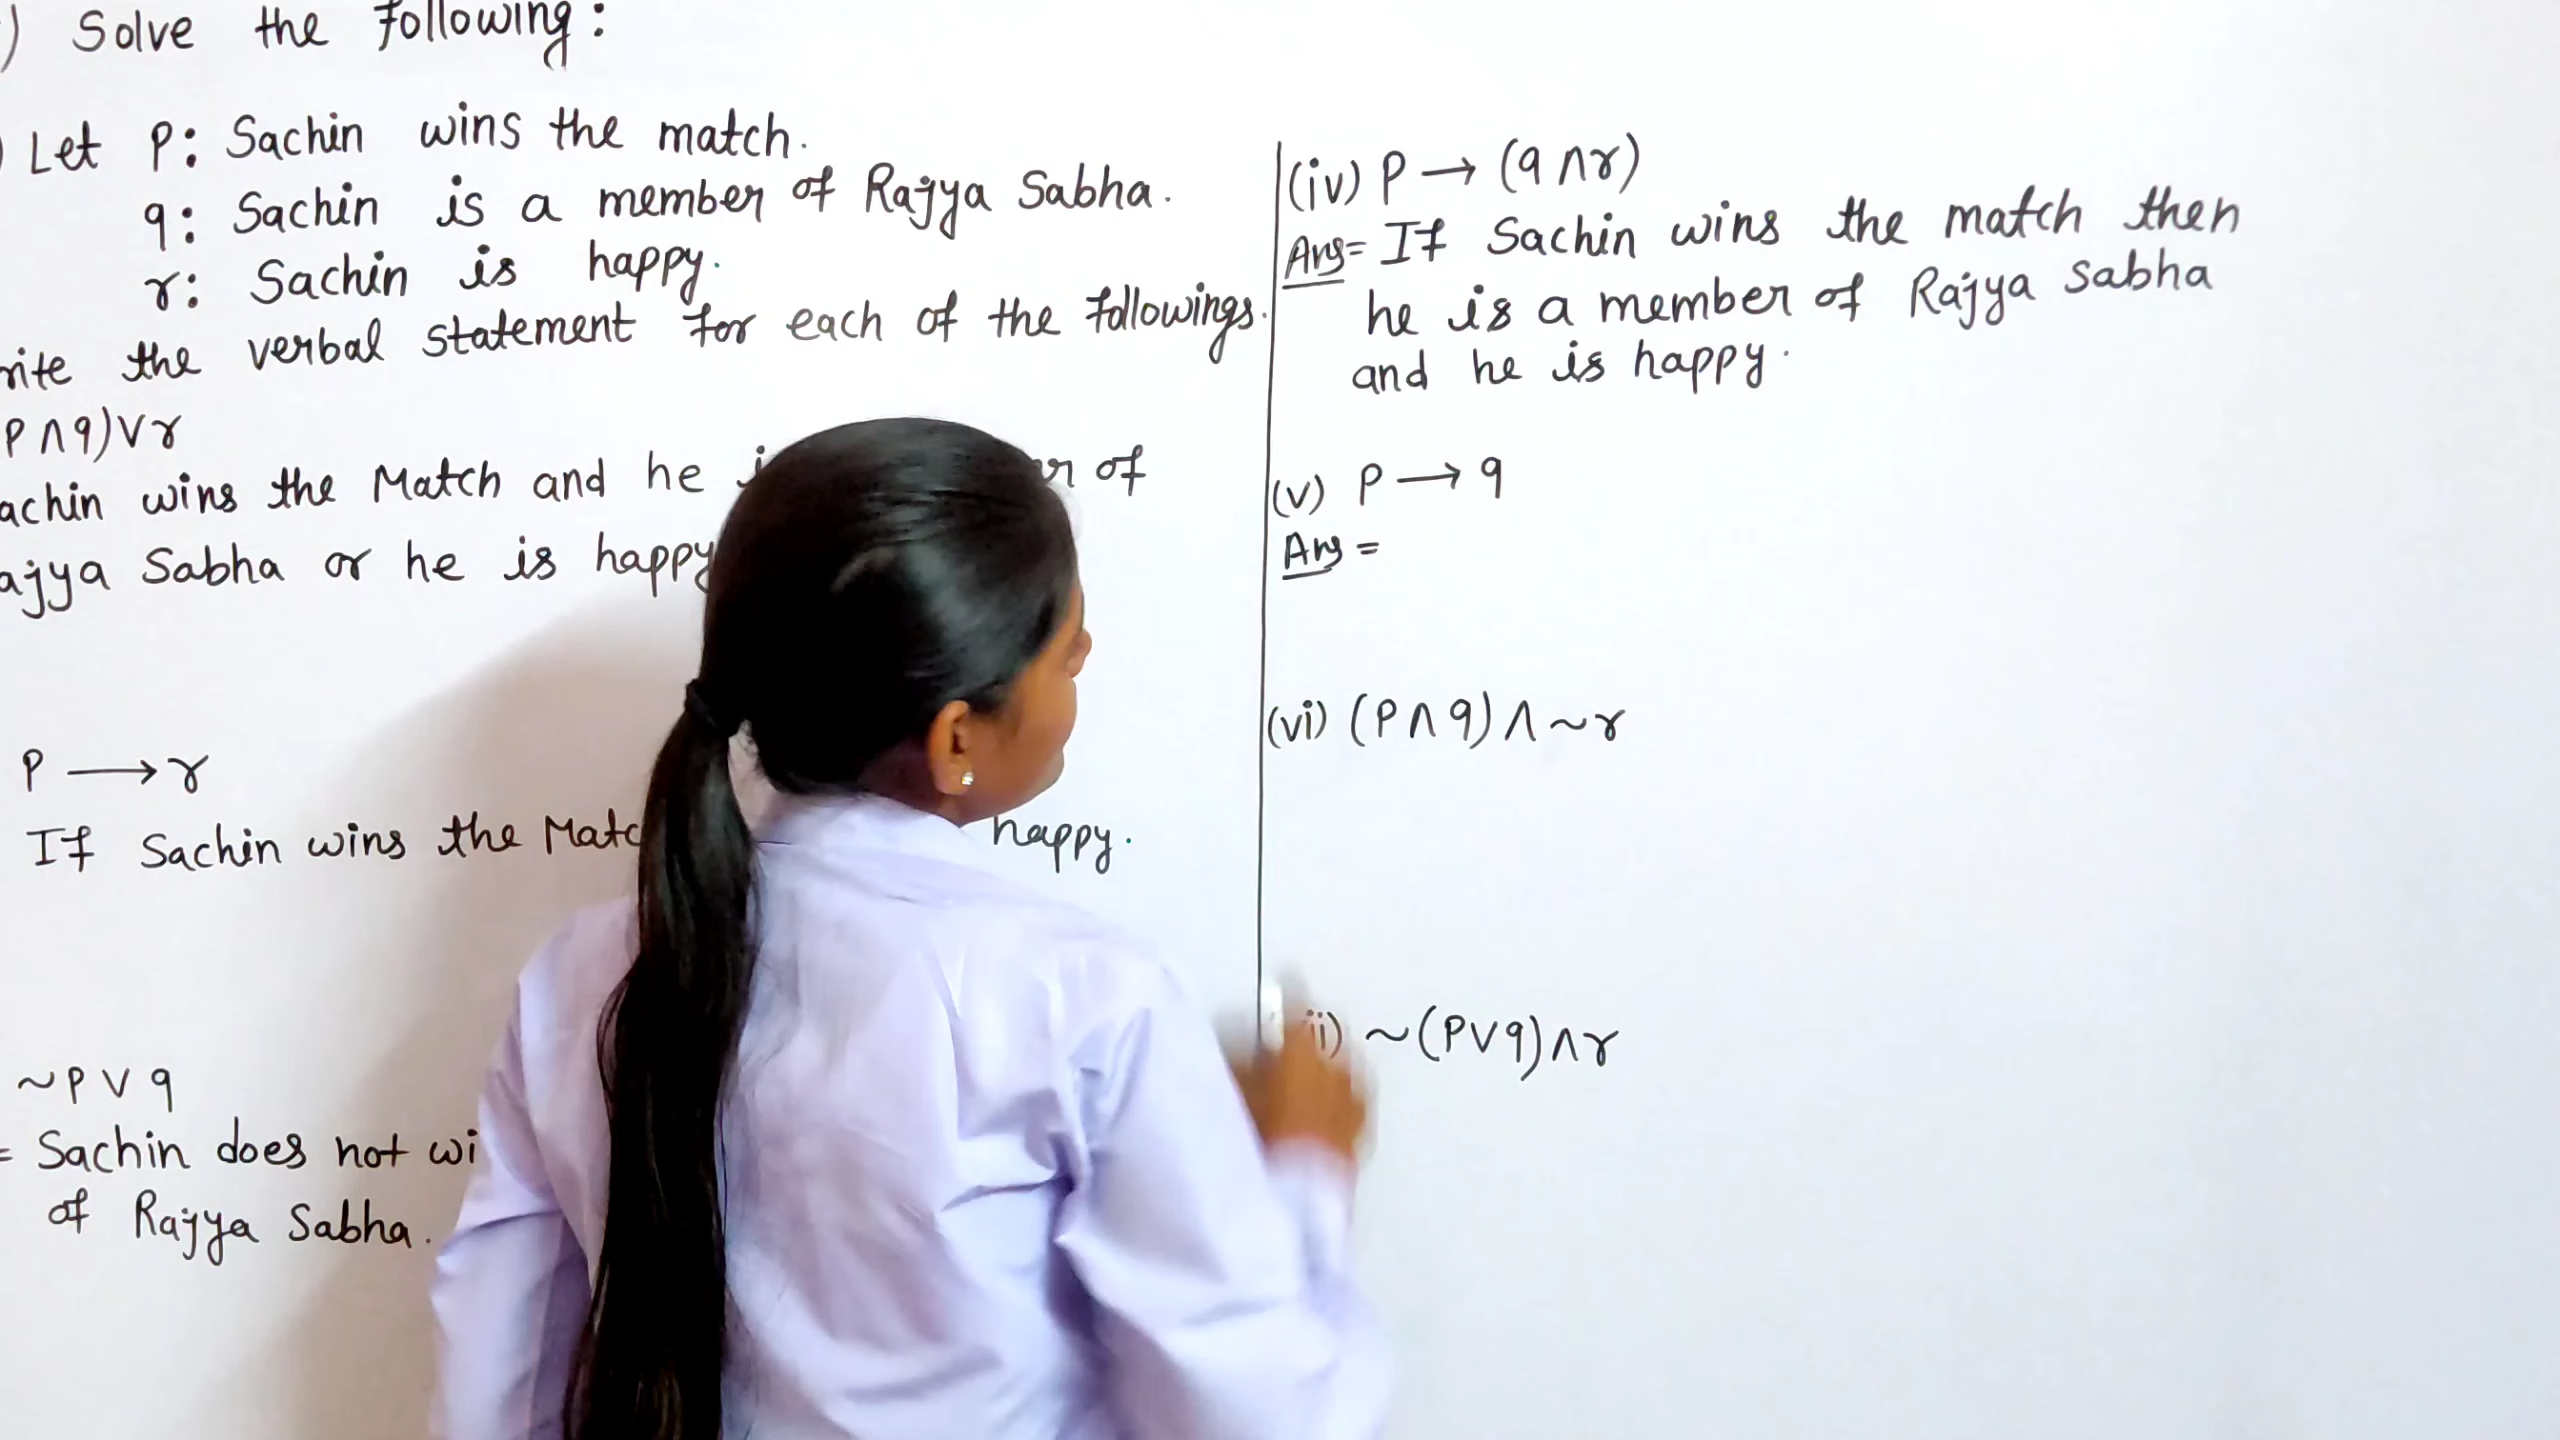 ) Solve the following:
) Let P: Sachin wins the match.
q: Sachin is a member of Rajya Sabha.
r: Sachin is happy.
rite the verbal statement for each of the followings.
P ∧ q) ∨ r
achin wins the Match and he of
ajya Sabha or he is happy
P → r
If Sachin wins the Matc happy.
~P ∨ q
= Sachin does not wi
of Rajya Sabha.
(iv) P → (q ∧ r)
Ans = If Sachin wins the match then
he is a member of Rajya Sabha
and he is happy.
(v) P → q
Ans =
(vi) (P ∧ q) ∧ ~r
ii) ~(P ∨ q) ∧ r